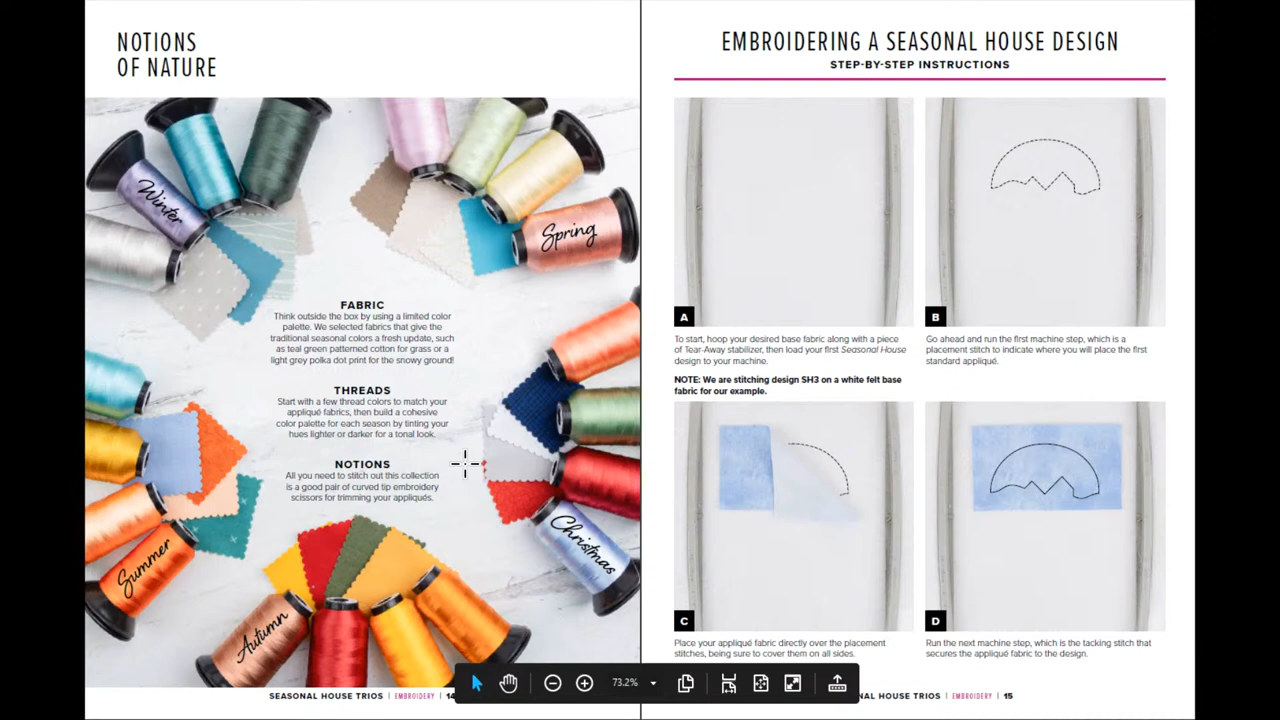 NOTIONS
OF NATURE
Winter
Spring
FABRIC
Think outside the box by using a limited color
palette. We selected fabrics that give the
traditional seasonal colors a fresh update, such
as teal green patterned cotton for grass or a
light grey polka dot print for the snowy ground!
THREADS
Start with a few thread colors to match your
appliqué fabrics, then build a cohesive
color palette for each season by tinting your
hues lighter or darker for a tonal look.
NOTIONS
All you need to stitch out this collection
is a good pair of curved tip embroidery
scissors for trimming your appliqués.
Summer
Autumn
Christmas
SEASONAL HOUSE TRIOS | EMBROIDERY | 14
EMBROIDERING A SEASONAL HOUSE DESIGN
STEP-BY-STEP INSTRUCTIONS
A
To start, hoop your desired base fabric along with a piece
of Tear-Away stabilizer, then load your first Seasonal House
design to your machine.
NOTE: We are stitching design SH3 on a white felt base
fabric for our example.
B
Go ahead and run the first machine step, which is a
placement stitch to indicate where you will place the first
standard appliqué.
C
Place your appliqué fabric directly over the placement
stitches, being sure to cover them on all sides.
D
Run the next machine step, which is the tacking stitch that
secures the appliqué fabric to the design.
NAL HOUSE TRIOS | EMBROIDERY | 15
73.2%